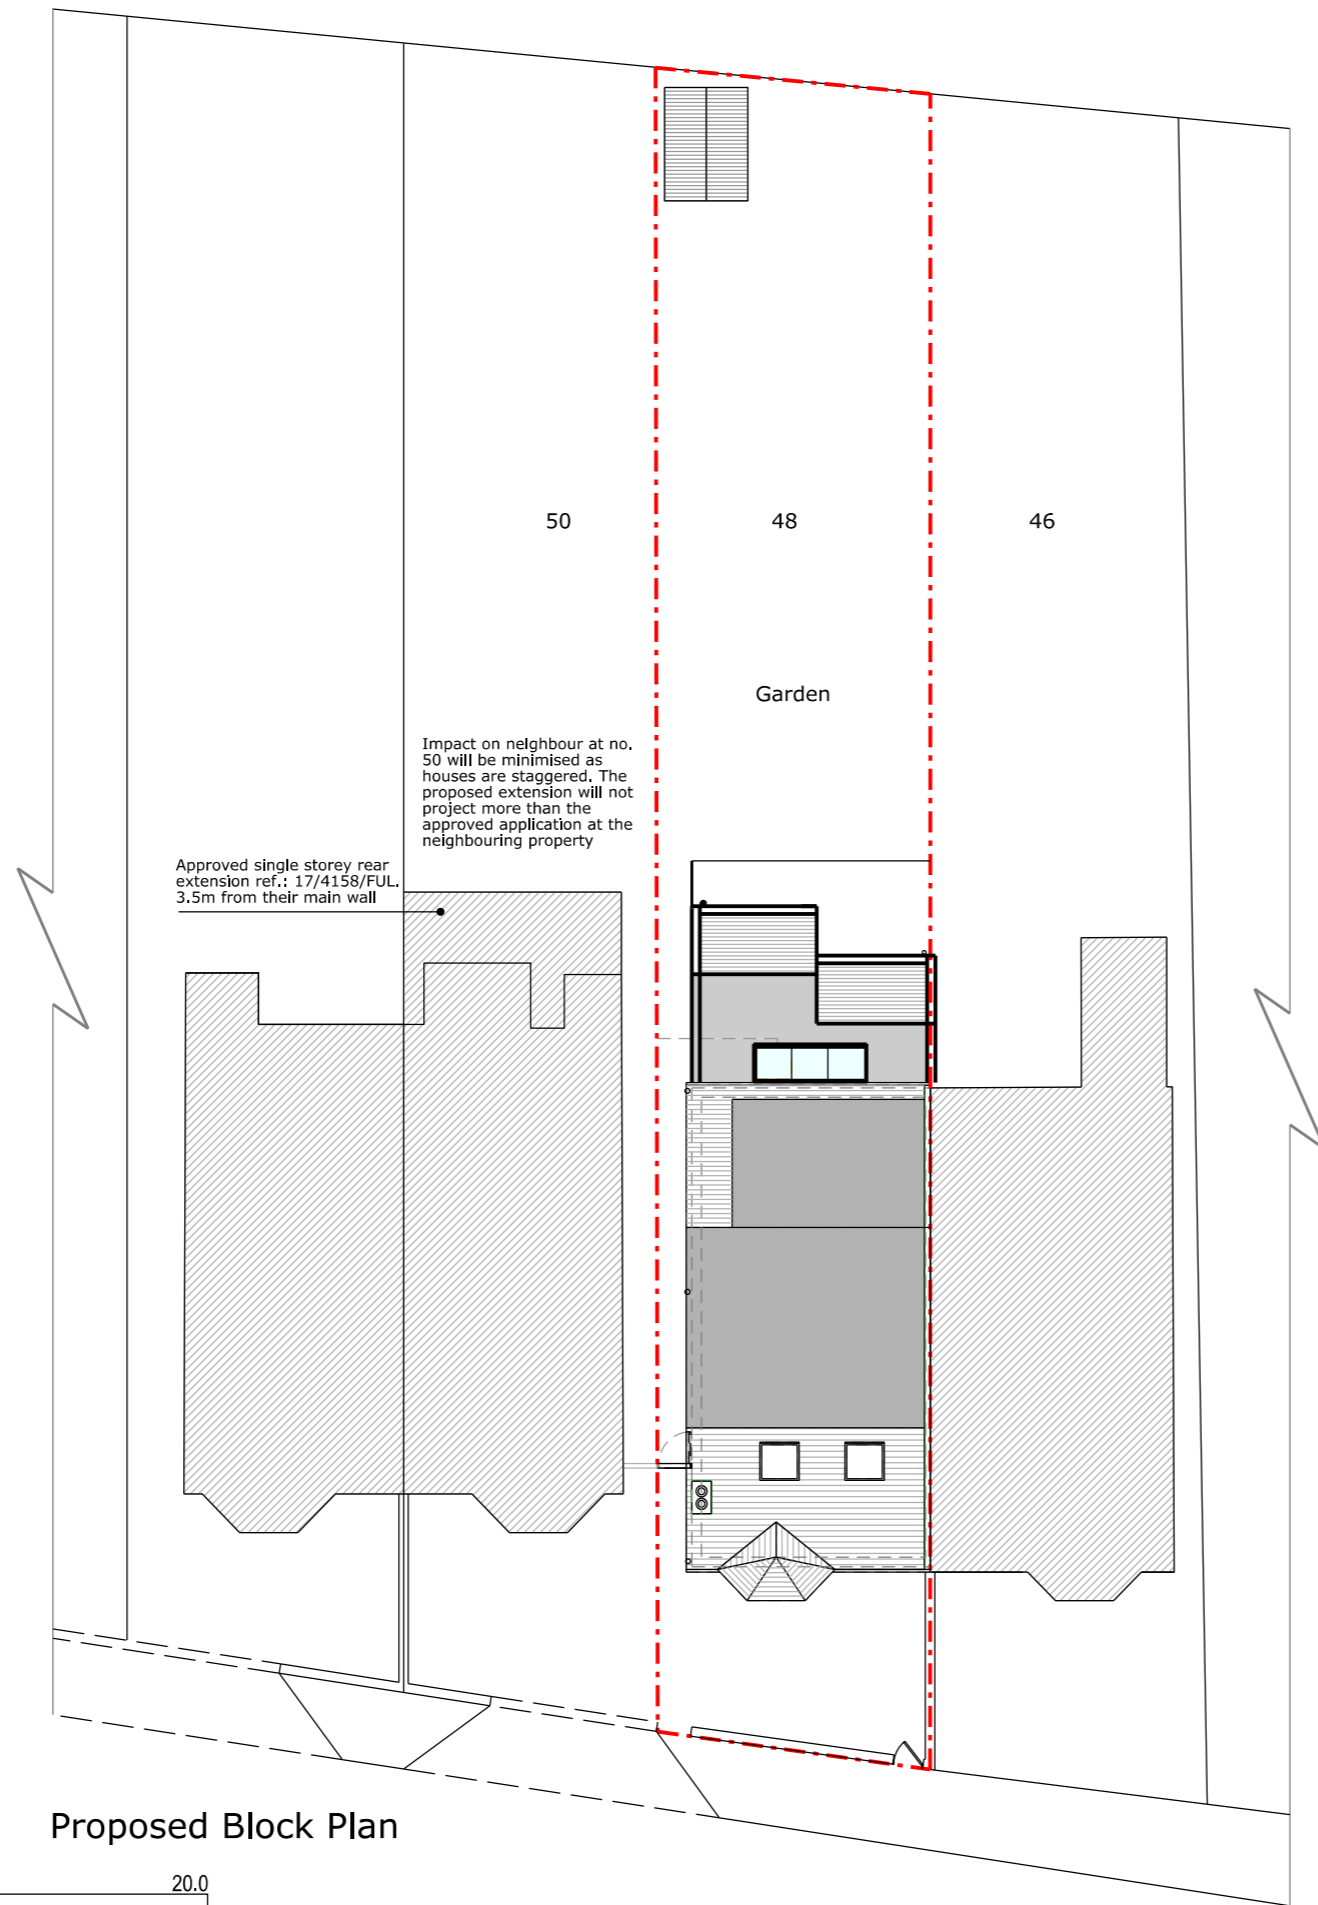 50
48
46
Garden
Impact on neighbour at no.
50 will be minimised as
houses are staggered. The
proposed extension will not
project more than the
approved application at the
neighbouring property
Approved single storey rear
extension ref.: 17/4158/FUL.
3.5m from their main wall
Proposed Block Plan
20.0